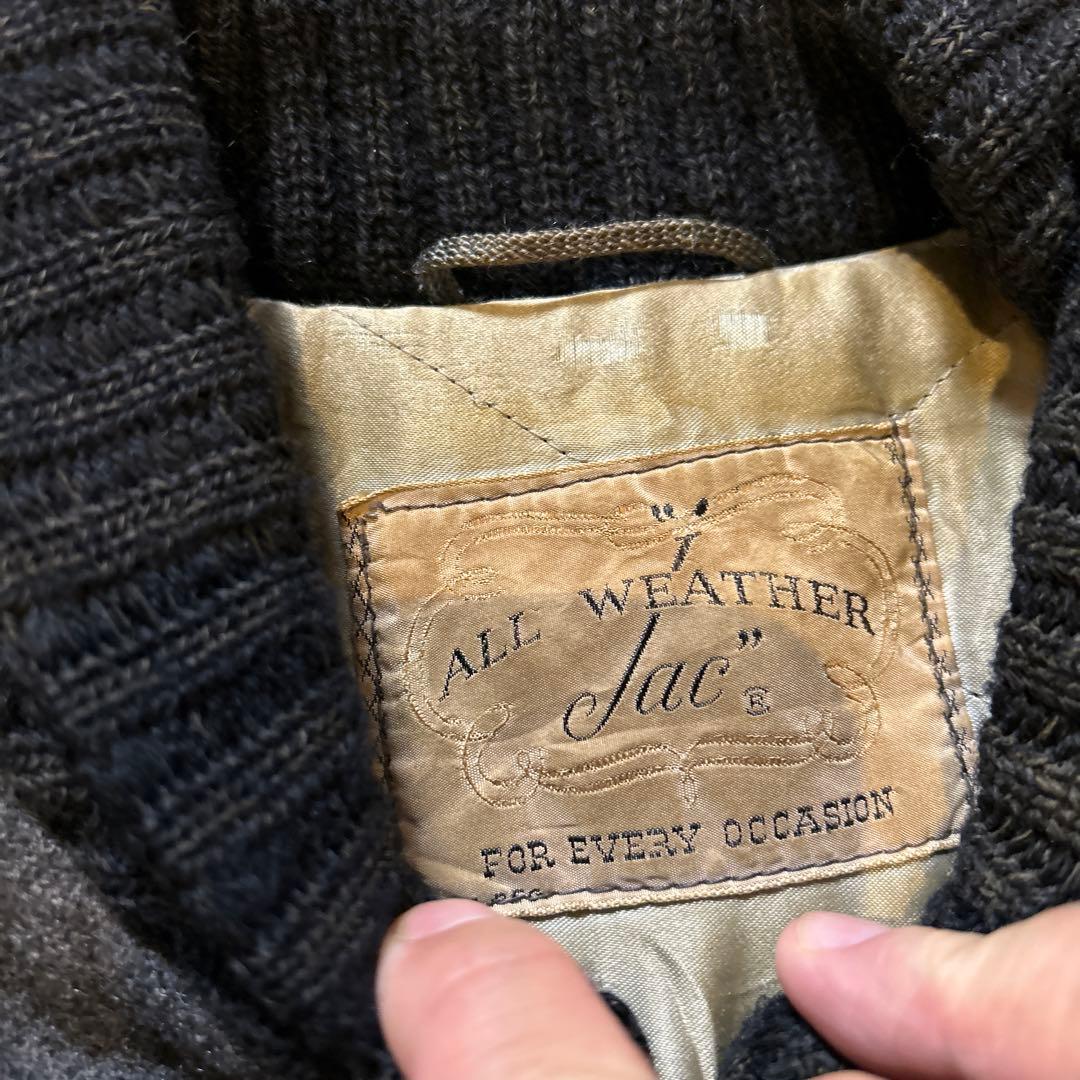 "
ALL WEATHER
Jac"
FOR EVERY OCCASION